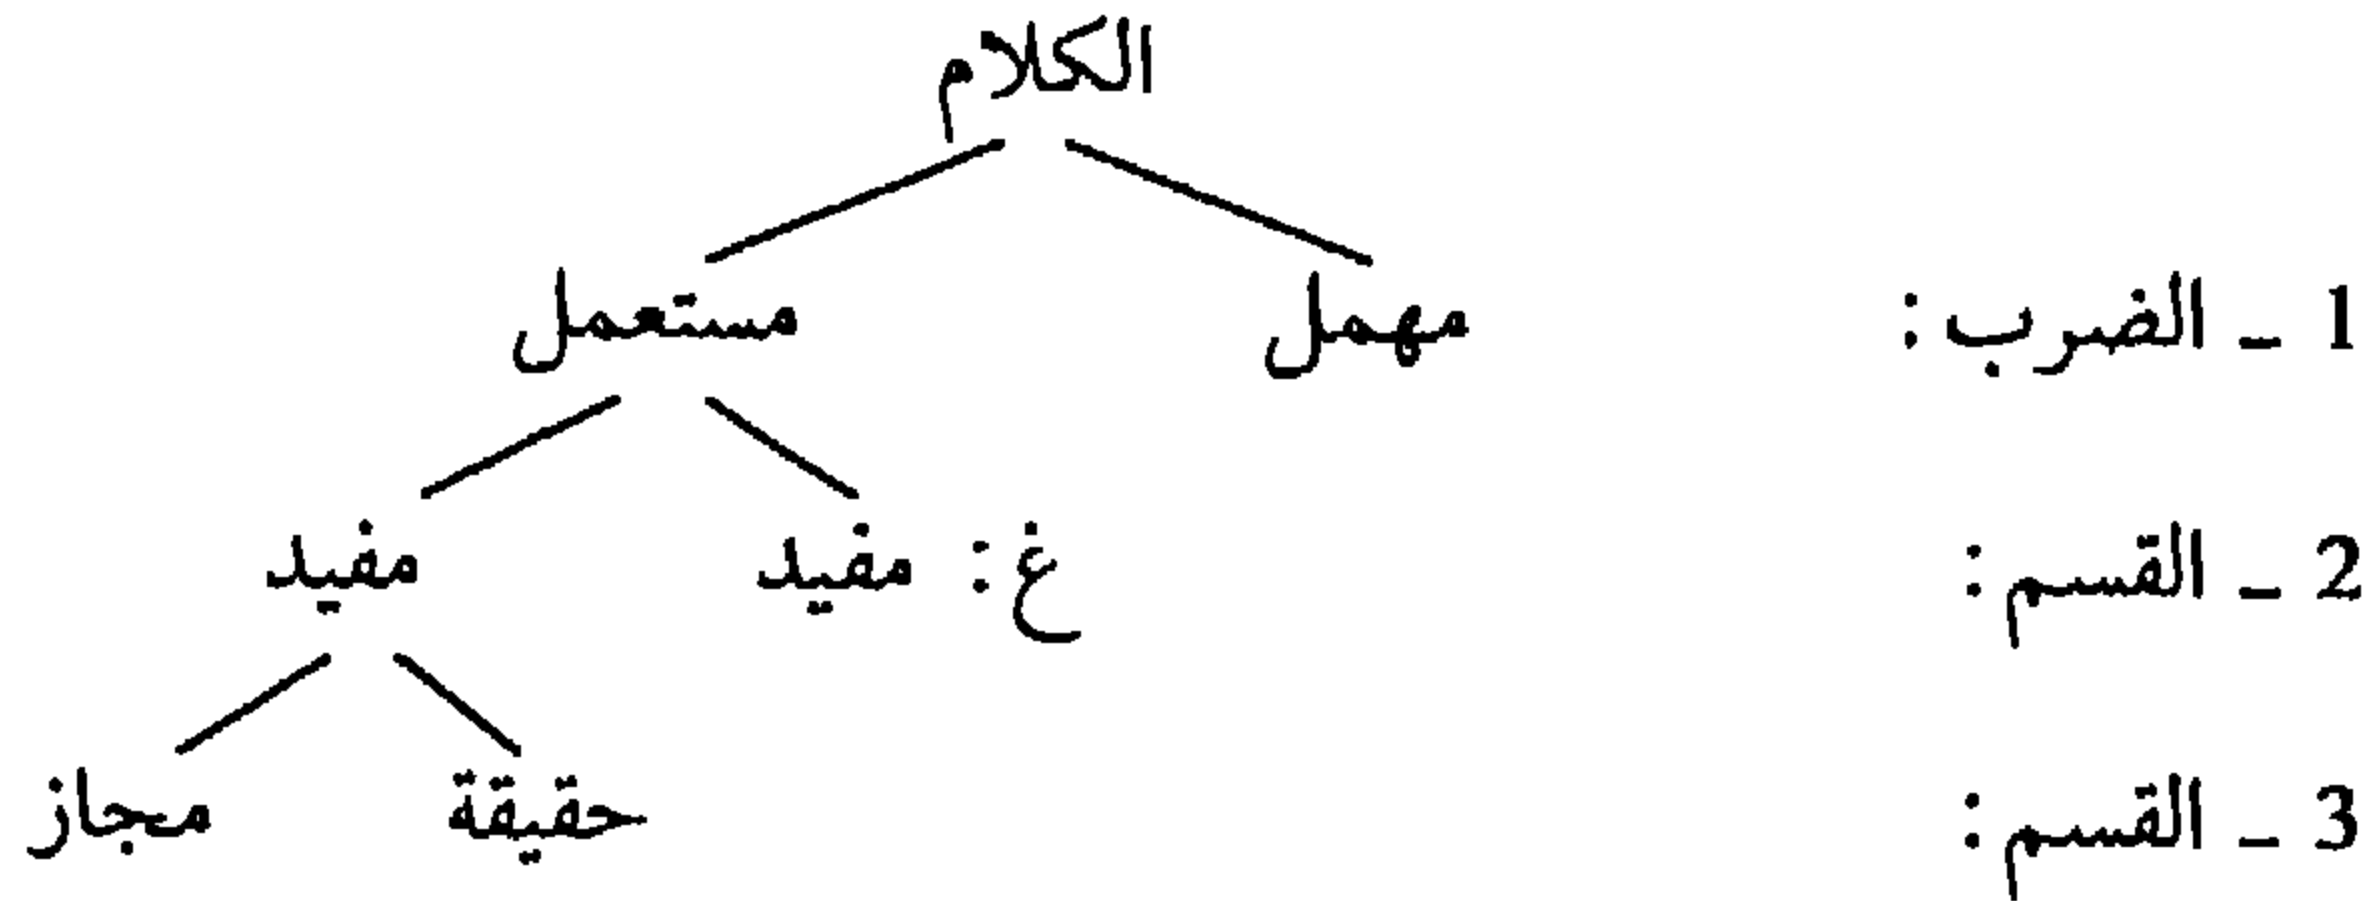 الكلام
1 ـ الضرب : مهمل مستعمل
2 ـ القسم : غ : مفيد مفيد
3 ـ القسم : حقيقة مجاز